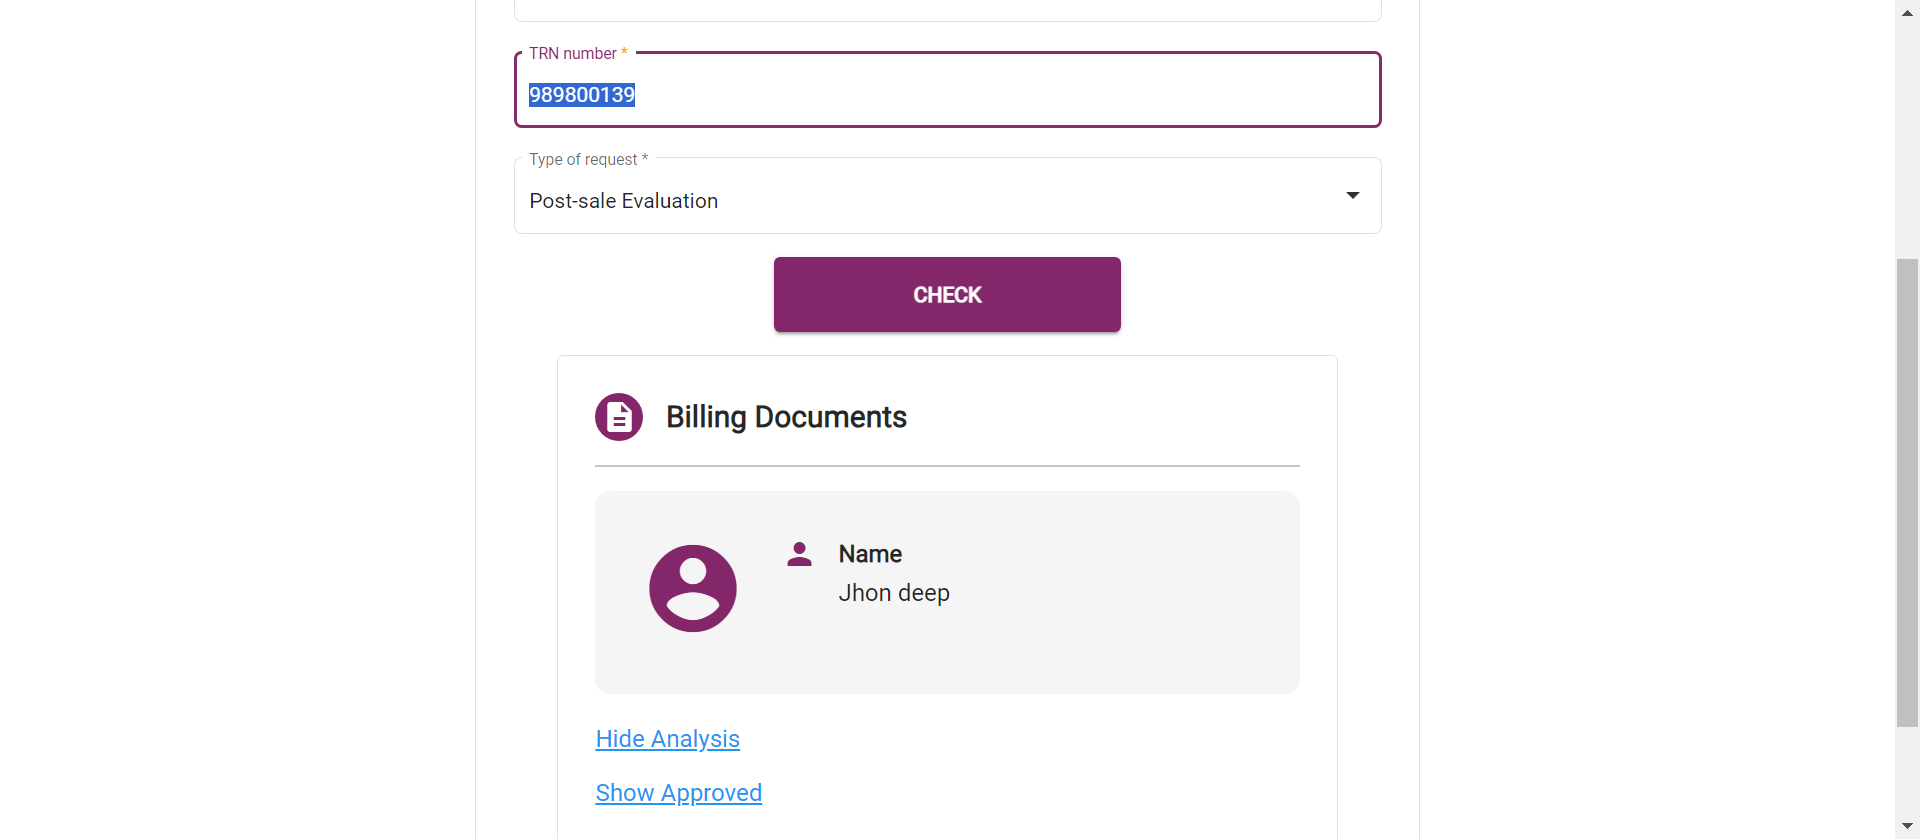 TRN number *
989800139
Type of request *
Post-sale Evaluation
CHECK
Billing Documents
Name
Jhon deep
Hide Analysis
Show Approved